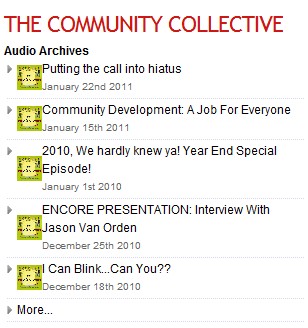 THE COMMUNITY COLLECTIVE
Audio Archives
Putting the call into hiatus
January 22nd 2011
Community Development: A Job For Everyone
January 15th 2011
2010, We hardly knew ya! Year End Special
Episode!
January 1st 2010
ENCORE PRESENTATION: Interview With
Jason Van Orden
December 25th 2010
I Can Blink...Can You??
December 18th 2010
More...